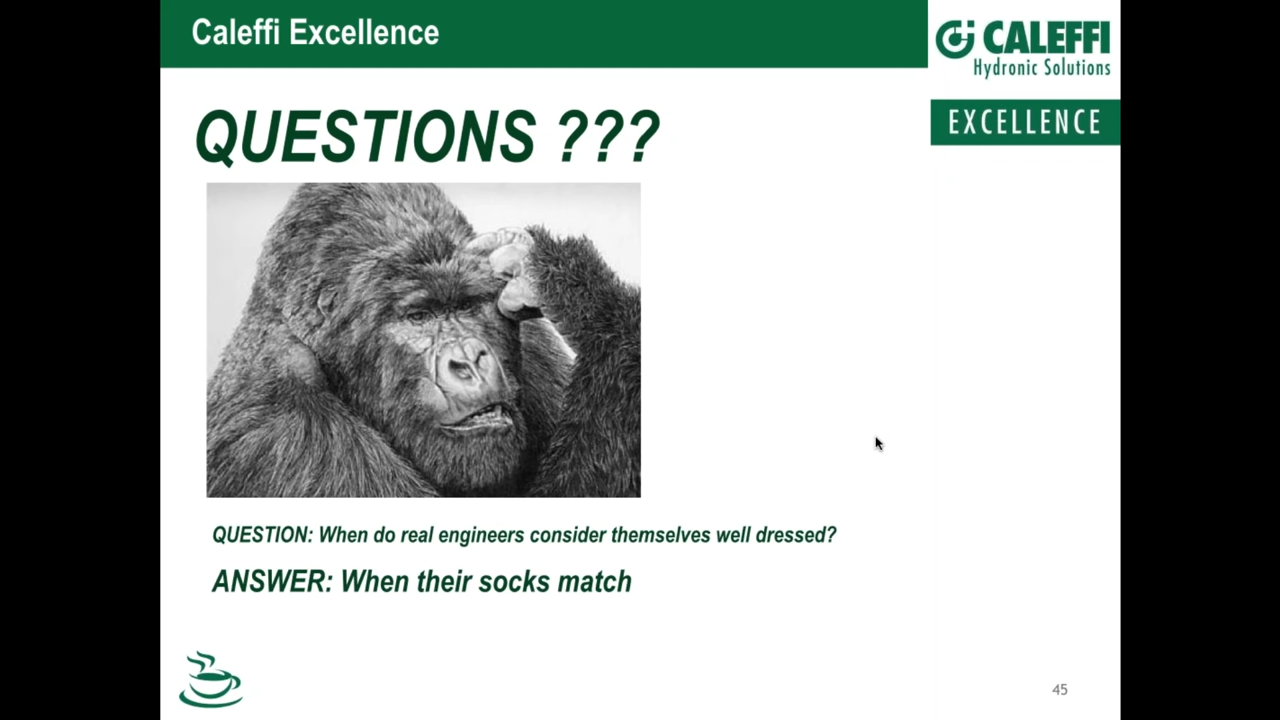 Caleffi Excellence
CALEFFI
Hydronic Solutions
EXCELLENCE
QUESTIONS ???
QUESTION: When do real engineers consider themselves well dressed?
ANSWER: When their socks match
45